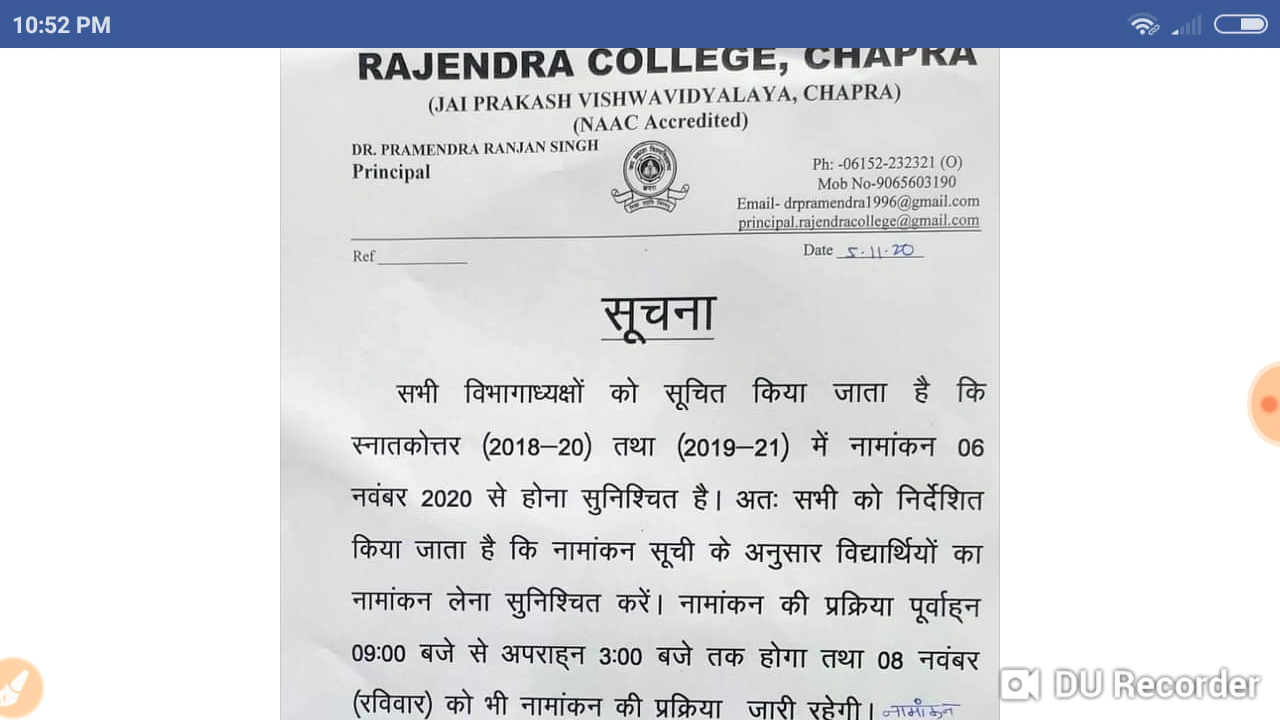 10:52 PM
RAJENDRA COLLEGE, CHAPRA
(JAI PRAKASH VISHWAVIDYALAYA, CHAPRA)
(NAAC Accredited)
DR. PRAMENDRA RANJAN SINGH
Principal
Ph: -06152-232321 (O)
Mob No-9065603190
Email- drpramendra1996@gmail.com
principal.rajendracollege@gmail.com
Ref
Date 5.11.20
सूचना
सभी विभागाध्यक्षों को सूचित किया जाता है कि
स्नातकोत्तर (2018–20) तथा (2019–21) में नामांकन 06
नवंबर 2020 से होना सुनिश्चित है। अतः सभी को निर्देशित
किया जाता है कि नामांकन सूची के अनुसार विद्यार्थियों का
नामांकन लेना सुनिश्चित करें। नामांकन की प्रक्रिया पूर्वाह्न
09:00 बजे से अपराह्न 3:00 बजे तक होगा तथा 08 नवंबर
(रविवार) को भी नामांकन की प्रक्रिया जारी रहेगी। नामांकन
DU Recorder